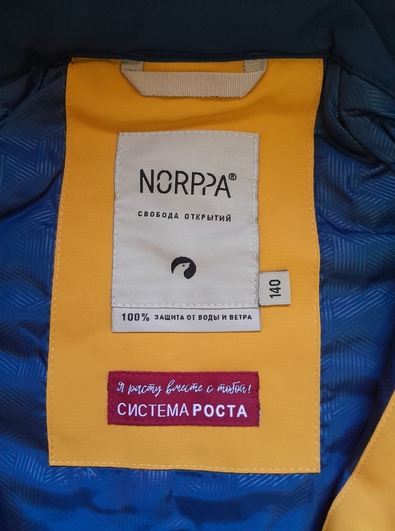 NORPPA®
СВОБОДА ОТКРЫТИЙ
140
100% ЗАЩИТА ОТ ВОДЫ И ВЕТРА
Я расту вместе с тобой!
СИСТЕМА РОСТА